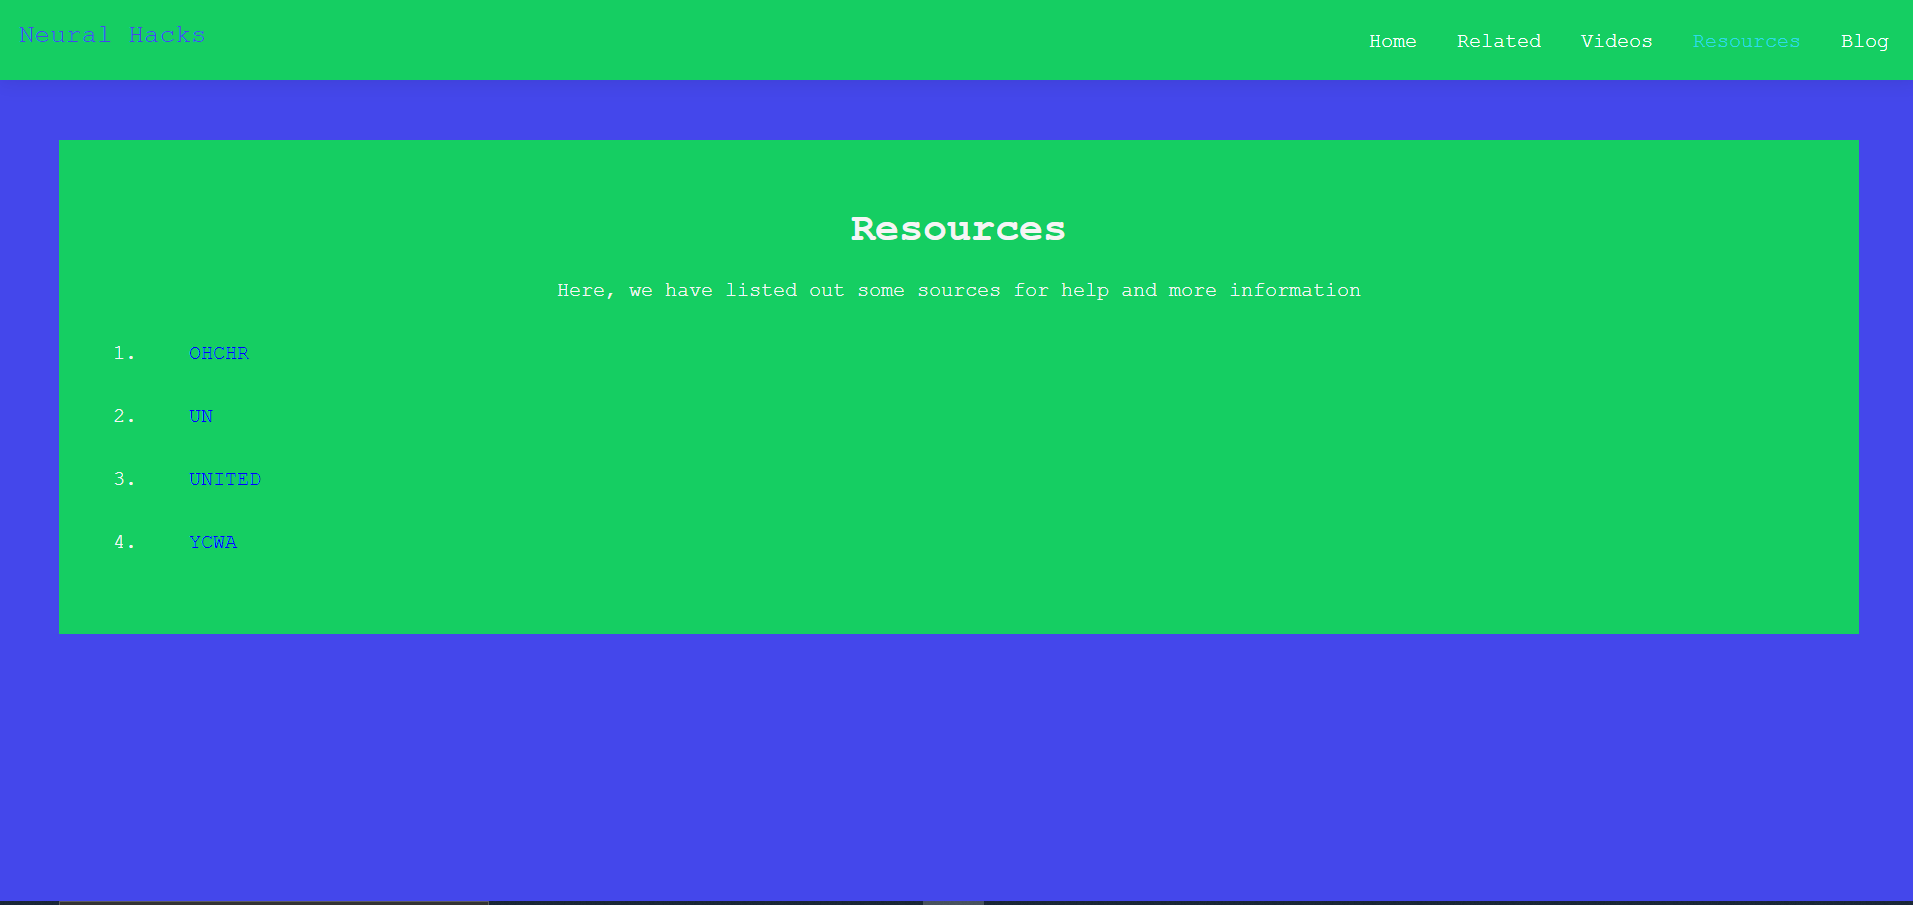 Neural Hacks
Home Related Videos Resources Blog
Resources
Here, we have listed out some sources for help and more information
1. OHCHR
2. UN
3. UNITED
4. YCWA